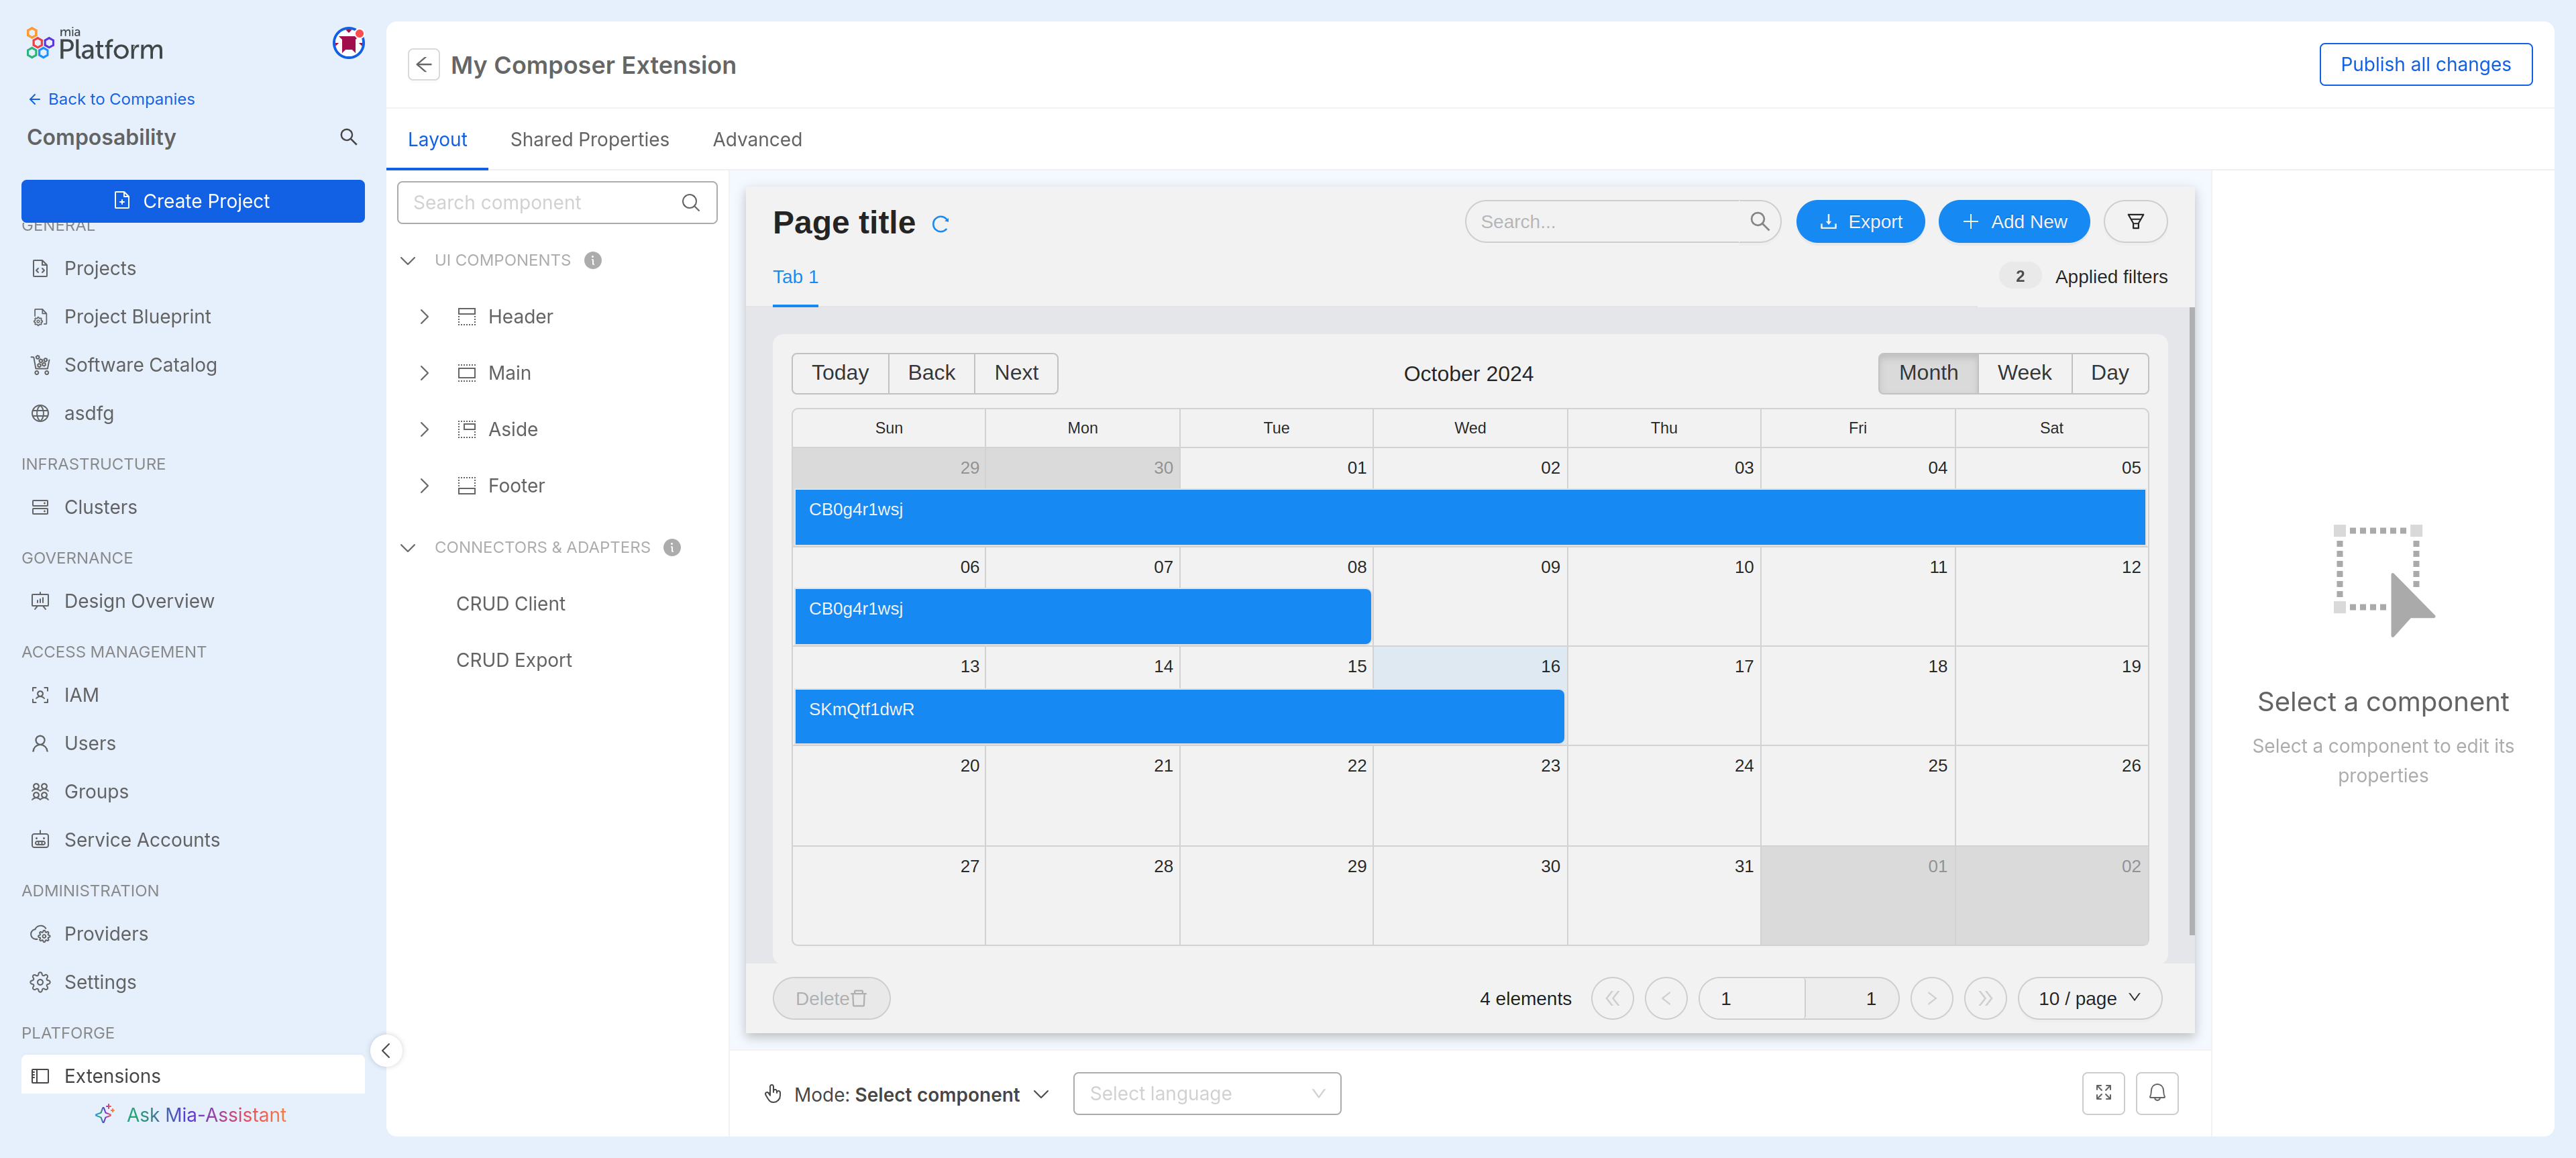 mia
Platform
Back to Companies
Composability
Create Project
GENERAL
Projects
Project Blueprint
Software Catalog
asdfg
INFRASTRUCTURE
Clusters
GOVERNANCE
Design Overview
ACCESS MANAGEMENT
IAM
Users
Groups
Service Accounts
ADMINISTRATION
Providers
Settings
PLATFORGE
Extensions
Ask Mia-Assistant
My Composer Extension
Publish all changes
Layout Shared Properties Advanced
Search component
UI COMPONENTS
Header
Main
Aside
Footer
CONNECTORS & ADAPTERS
CRUD Client
CRUD Export
Page title
Search...
Export
Add New
Tab 1
2 Applied filters
Today Back Next
October 2024
Month Week Day
Sun Mon Tue Wed Thu Fri Sat
29 30 01 02 03 04 05
CB0g4r1wsj
06 07 08 09 10 11 12
CB0g4r1wsj
13 14 15 16 17 18 19
SKmQtf1dwR
20 21 22 23 24 25 26
27 28 29 30 31 01 02
Delete
4 elements
1 1
10 / page
Mode: Select component
Select language
Select a component
Select a component to edit its
properties